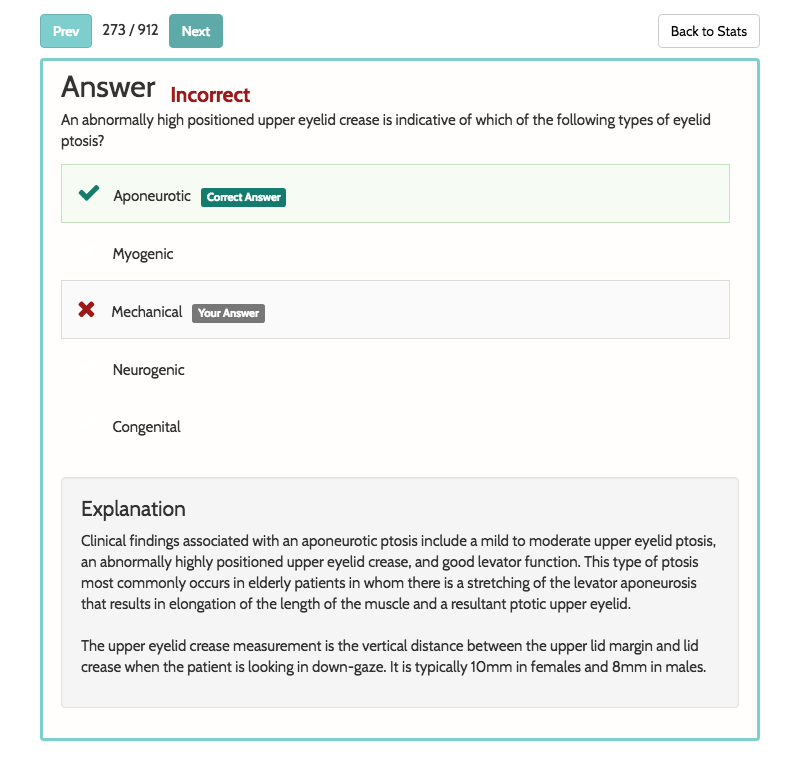 Prev 273 / 912 Next Back to Stats
Answer Incorrect
An abnormally high positioned upper eyelid crease is indicative of which of the following types of eyelid
ptosis?
Aponeurotic Correct Answer
Myogenic
Mechanical Your Answer
Neurogenic
Congenital
Explanation
Clinical findings associated with an aponeurotic ptosis include a mild to moderate upper eyelid ptosis,
an abnormally highly positioned upper eyelid crease, and good levator function. This type of ptosis
most commonly occurs in elderly patients in whom there is a stretching of the levator aponeurosis
that results in elongation of the length of the muscle and a resultant ptotic upper eyelid.
The upper eyelid crease measurement is the vertical distance between the upper lid margin and lid
crease when the patient is looking in down-gaze. It is typically 10mm in females and 8mm in males.